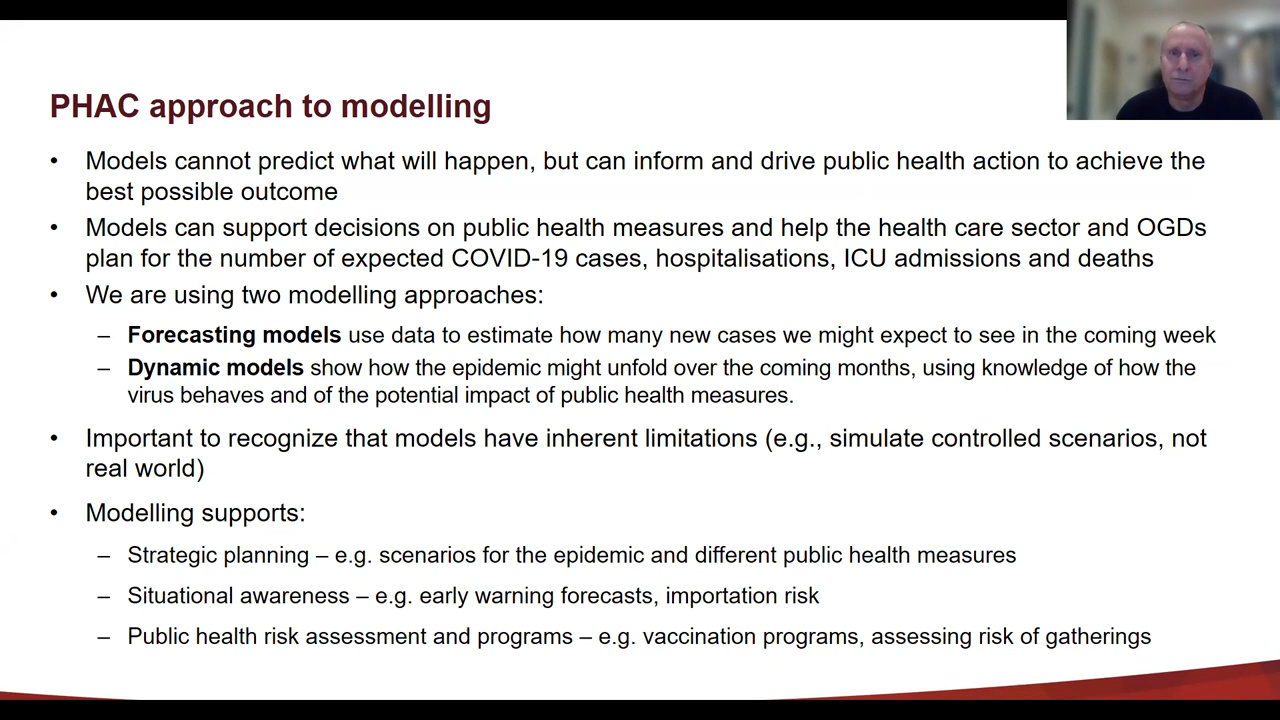 PHAC approach to modelling
• Models cannot predict what will happen, but can inform and drive public health action to achieve the
best possible outcome
• Models can support decisions on public health measures and help the health care sector and OGDs
plan for the number of expected COVID-19 cases, hospitalisations, ICU admissions and deaths
• We are using two modelling approaches:
– Forecasting models use data to estimate how many new cases we might expect to see in the coming week
– Dynamic models show how the epidemic might unfold over the coming months, using knowledge of how the
virus behaves and of the potential impact of public health measures.
• Important to recognize that models have inherent limitations (e.g., simulate controlled scenarios, not
real world)
• Modelling supports:
– Strategic planning – e.g. scenarios for the epidemic and different public health measures
– Situational awareness – e.g. early warning forecasts, importation risk
– Public health risk assessment and programs – e.g. vaccination programs, assessing risk of gatherings